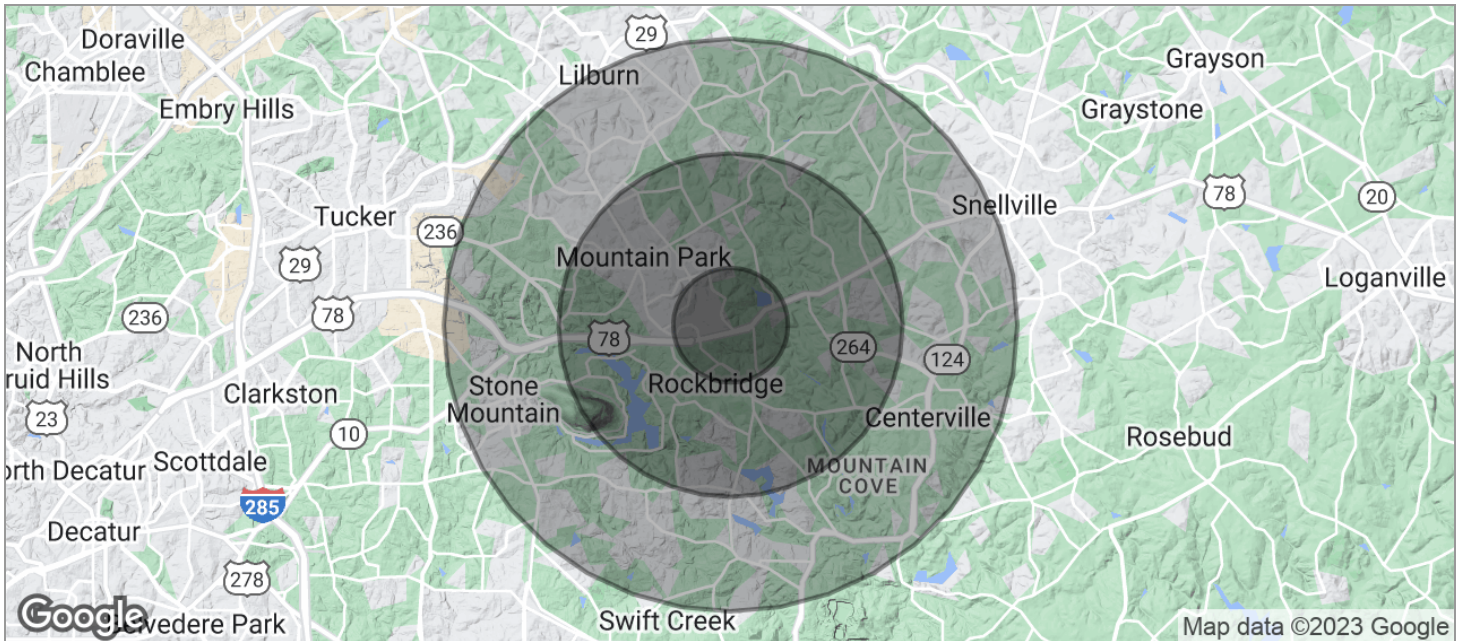 Doraville
Chamblee
29
Lilburn
Grayson
Embry Hills
Graystone
Tucker
236
Snellville
78
20
29
Mountain Park
Loganville
236
78
78
264
124
North
ruid Hills
23
Clarkston
Stone
Mountain
Rockbridge
Centerville
10
Rosebud
orth Decatur
Scottdale
MOUNTAIN
COVE
285
Decatur
278
Google
lvedere Park
Swift Creek
Map data ©2023 Google